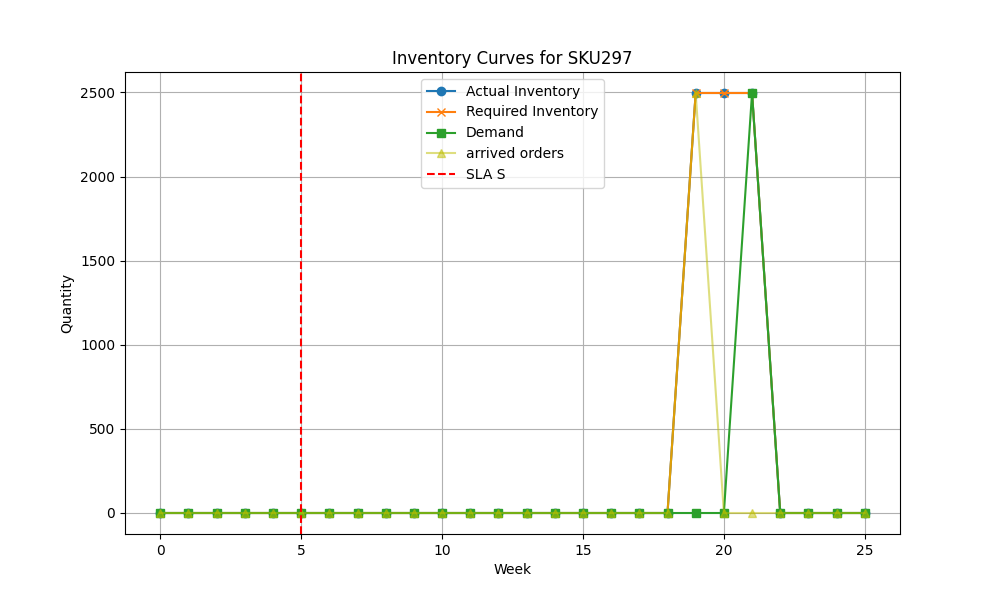 Inventory Curves for SKU297
Actual Inventory
Required Inventory
Demand
arrived orders
SLA S
Quantity
2500
2000
1500
1000
500
0
0 5 10 15 20 25
Week